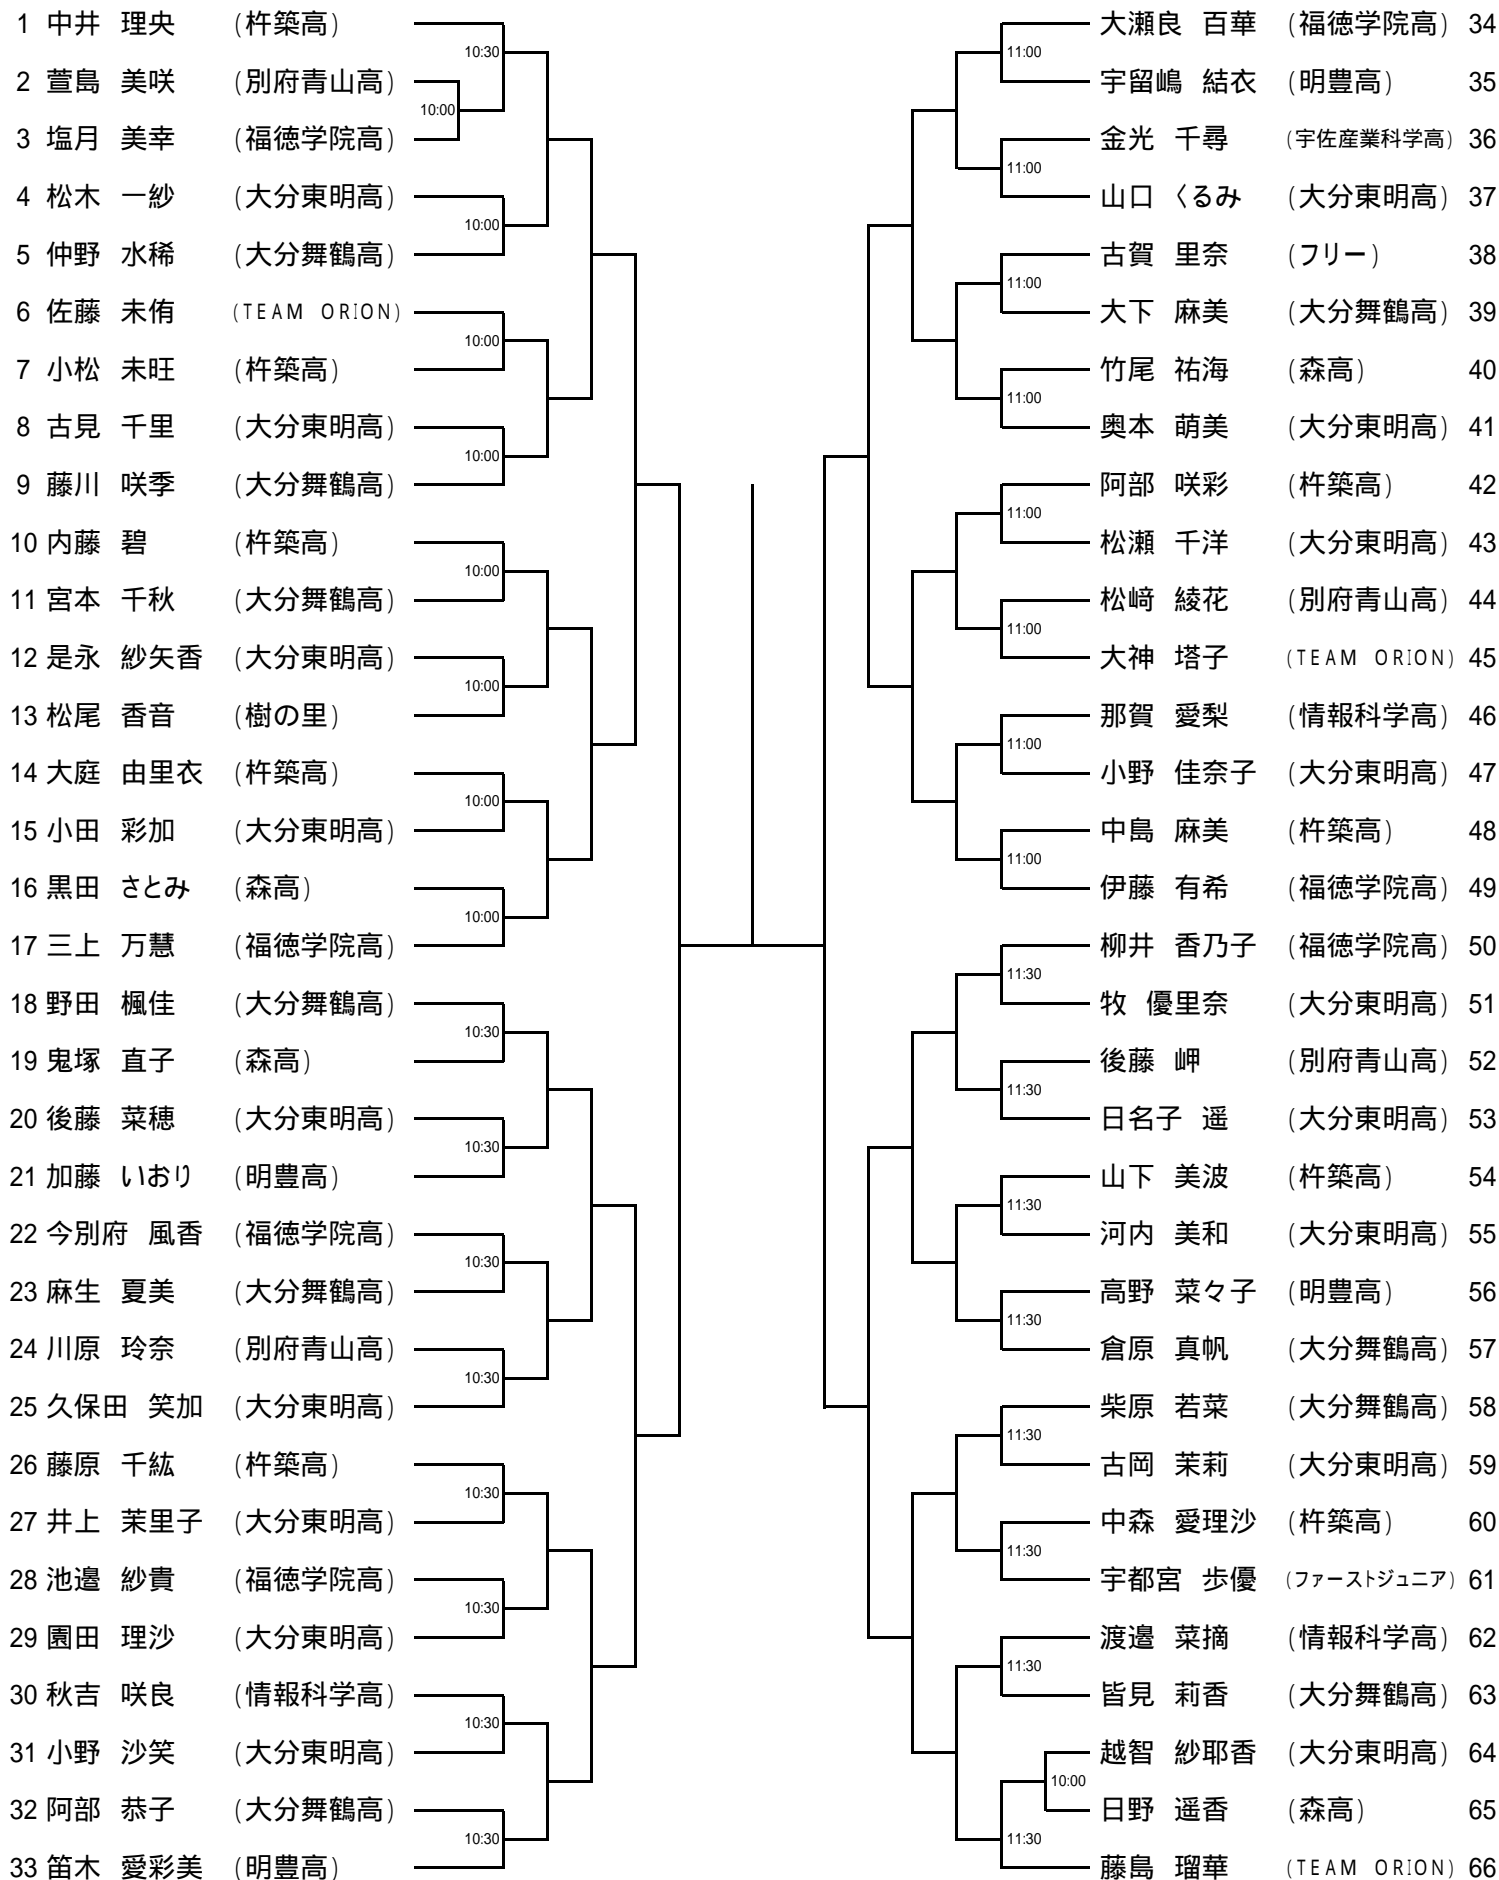 1 中井 理央 (杵築高)
10:30
2 萱島 美咲 (別府青山高)
10:00
3 塩月 美幸 (福徳学院高)
4 松木 一紗 (大分東明高)
10:00
5 仲野 水稀 (大分舞鶴高)
6 佐藤 未侑 (TEAM ORION)
10:00
7 小松 未旺 (杵築高)
8 古見 千里 (大分東明高)
10:00
9 藤川 咲季 (大分舞鶴高)
10 内藤 碧 (杵築高)
10:00
11 宮本 千秋 (大分舞鶴高)
12 是永 紗矢香 (大分東明高)
10:00
13 松尾 香音 (樹の里)
14 大庭 由里衣 (杵築高)
10:00
15 小田 彩加 (大分東明高)
16 黒田 さとみ (森高)
10:00
17 三上 万慧 (福徳学院高)
18 野田 楓佳 (大分舞鶴高)
10:30
19 鬼塚 直子 (森高)
20 後藤 菜穂 (大分東明高)
10:30
21 加藤 いおり (明豊高)
22 今別府 風香 (福徳学院高)
10:30
23 麻生 夏美 (大分舞鶴高)
24 川原 玲奈 (別府青山高)
10:30
25 久保田 笑加 (大分東明高)
26 藤原 千紘 (杵築高)
10:30
27 井上 茉里子 (大分東明高)
28 池邉 紗貴 (福徳学院高)
10:30
29 園田 理沙 (大分東明高)
30 秋吉 咲良 (情報科学高)
10:30
31 小野 沙笑 (大分東明高)
32 阿部 恭子 (大分舞鶴高)
10:30
33 笛木 愛彩美 (明豊高)
大瀬良 百華 (福徳学院高) 34
11:00
宇留嶋 結衣 (明豊高) 35
金光 千尋 (宇佐産業科学高) 36
11:00
山口 くるみ (大分東明高) 37
古賀 里奈 (フリー) 38
11:00
大下 麻美 (大分舞鶴高) 39
竹尾 祐海 (森高) 40
11:00
奥本 萌美 (大分東明高) 41
阿部 咲彩 (杵築高) 42
11:00
松瀬 千洋 (大分東明高) 43
松﨑 綾花 (別府青山高) 44
11:00
大神 塔子 (TEAM ORION) 45
那賀 愛梨 (情報科学高) 46
11:00
小野 佳奈子 (大分東明高) 47
中島 麻美 (杵築高) 48
11:00
伊藤 有希 (福徳学院高) 49
柳井 香乃子 (福徳学院高) 50
11:30
牧 優里奈 (大分東明高) 51
後藤 岬 (別府青山高) 52
11:30
日名子 遥 (大分東明高) 53
山下 美波 (杵築高) 54
11:30
河内 美和 (大分東明高) 55
高野 菜々子 (明豊高) 56
11:30
倉原 真帆 (大分舞鶴高) 57
柴原 若菜 (大分舞鶴高) 58
11:30
古岡 茉莉 (大分東明高) 59
中森 愛理沙 (杵築高) 60
11:30
宇都宮 歩優 (ファーストジュニア) 61
渡邉 菜摘 (情報科学高) 62
11:30
皆見 莉香 (大分舞鶴高) 63
越智 紗耶香 (大分東明高) 64
10:00
日野 遥香 (森高) 65
11:30
藤島 瑠華 (TEAM ORION) 66